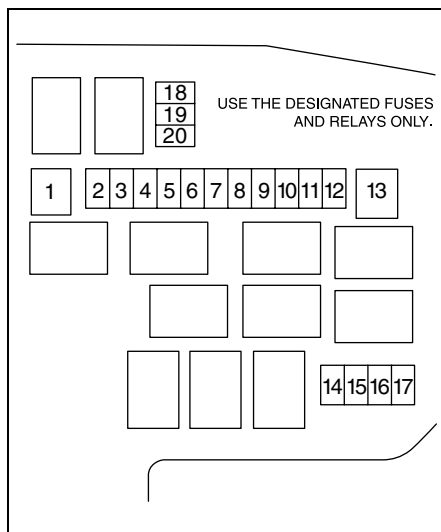 18
19
20
USE THE DESIGNATED FUSES
AND RELAYS ONLY.
1 2 3 4 5 6 7 8 9 10 11 12 13
14 15 16 17